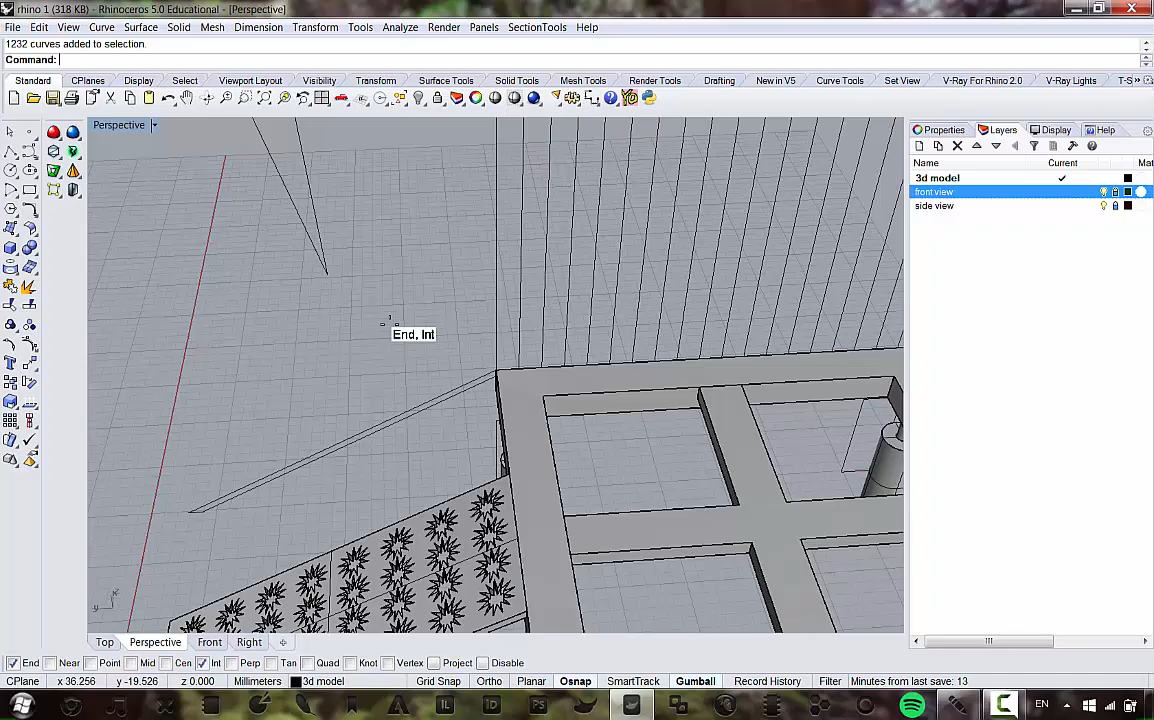 rhino 1 (318 KB) - Rhinoceros 5.0 Educational - [Perspective]
File Edit View Curve Surface Solid Mesh Dimension Transform Tools Analyze Render Panels SectionTools Help
1232 curves added to selection.
Command:
Standard CPlanes Display Select Viewport Layout Visibility Transform Surface Tools Solid Tools Mesh Tools Render Tools Drafting New in V5 Curve Tools Set View V-Ray For Rhino 2.0 V-Ray Lights T-S
Perspective
Properties Layers Display Help
Name Current Mat
3d model
front view
side view
End, Int
Top Perspective Front Right
End Near Point Mid Cen Int Perp Tan Quad Knot Vertex Project Disable
CPlane x 36.256 y -19.526 z 0.000 Millimeters 3d model Grid Snap Ortho Planar Osnap SmartTrack Gumball Record History Filter Minutes from last save: 13
EN